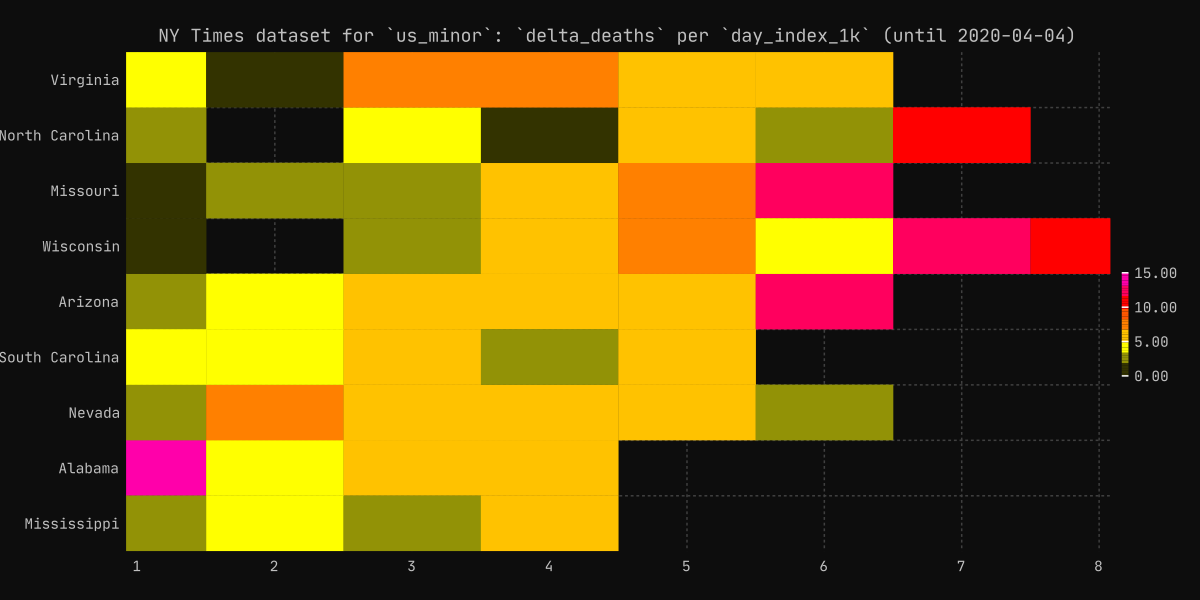 NY Times dataset for `us_minor`: `delta_deaths` per `day_index_1k` (until 2020-04-04)
Virginia
North Carolina
Missouri
Wisconsin
Arizona
South Carolina
Nevada
Alabama
Mississippi
1 2 3 4 5 6 7 8
15.00
10.00
5.00
0.00